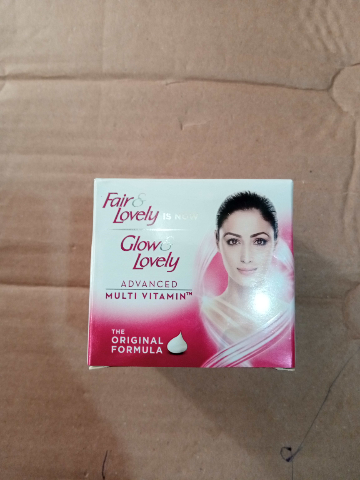 Fair &
Lovely IS NOW
Glow &
Lovely
ADVANCED
MULTI VITAMIN™
THE
ORIGINAL
FORMULA